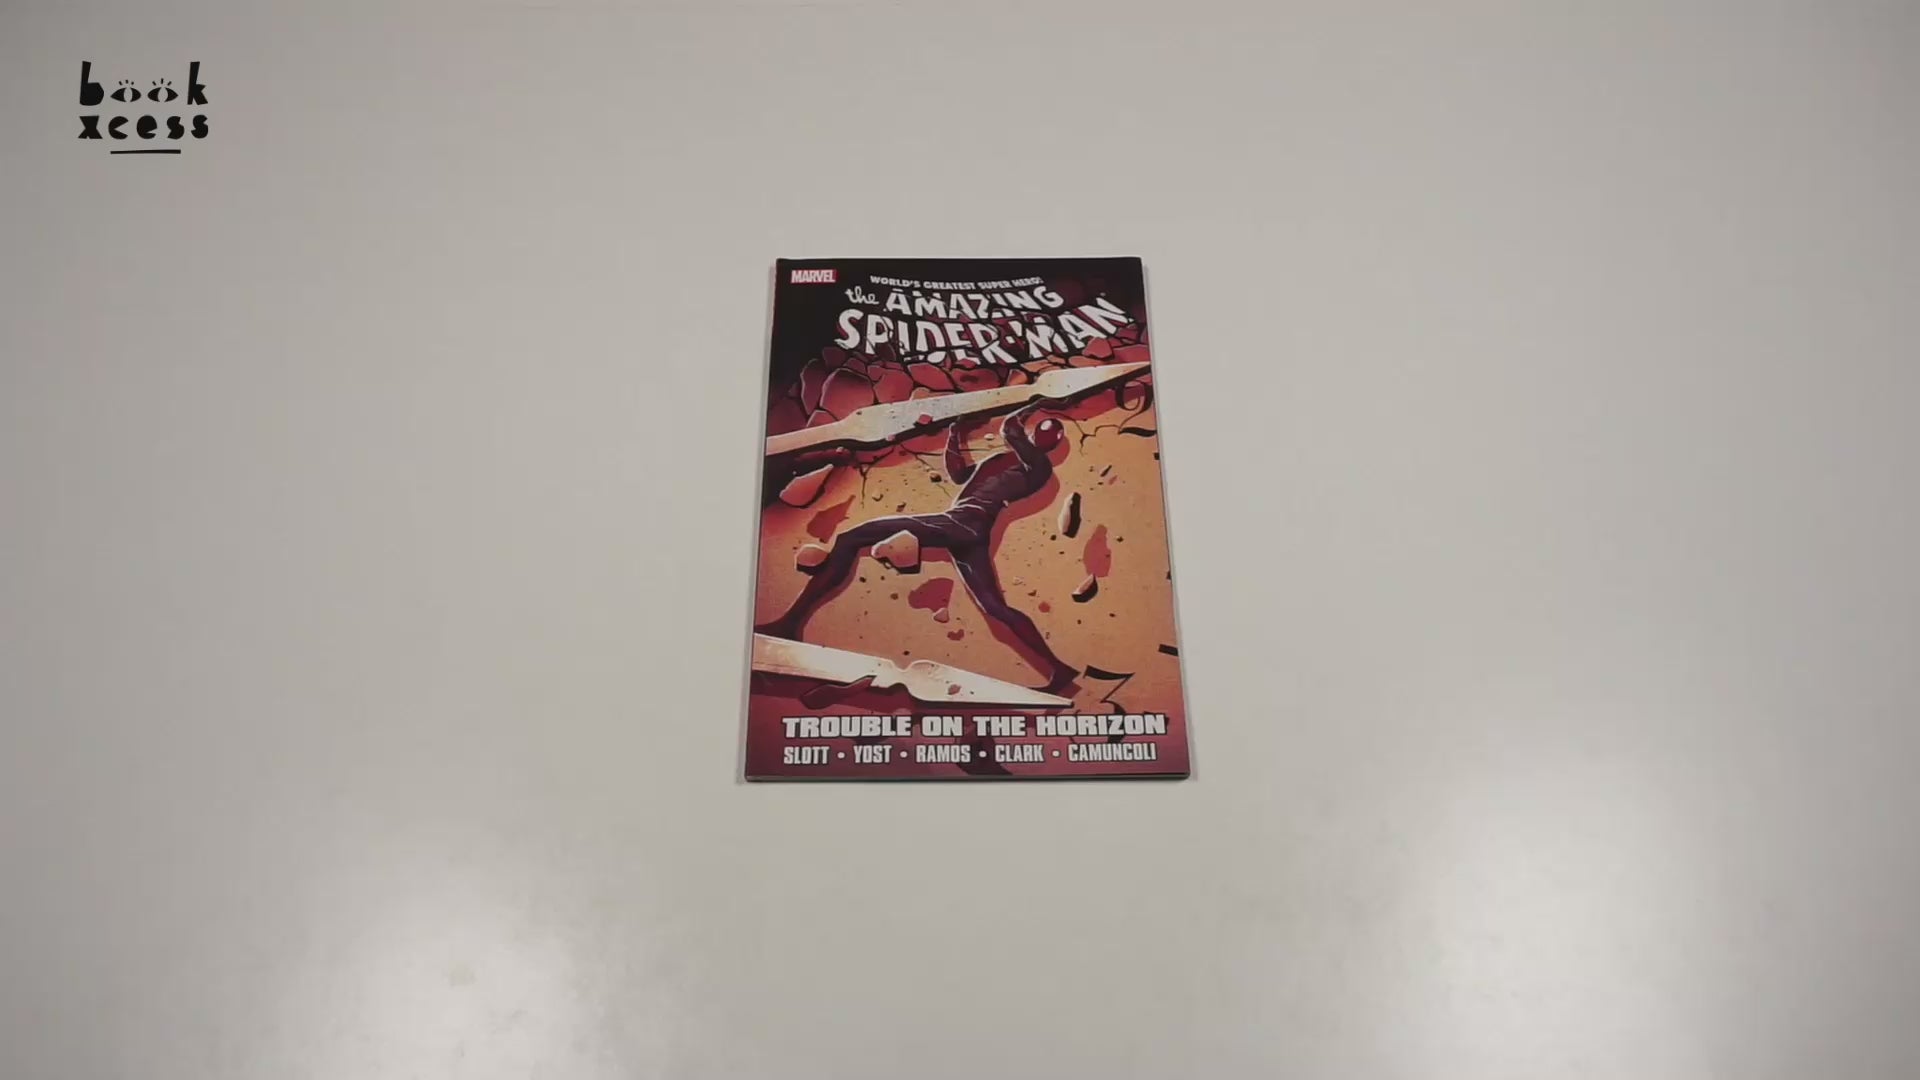 book
xcess
MARVEL
WORLD'S GREATEST SUPER HERO!
the AMAZING
SPIDER-MAN
3
TROUBLE ON THE HORIZON
SLOTT • YOST • RAMOS • CLARK • CAMUNCOLI